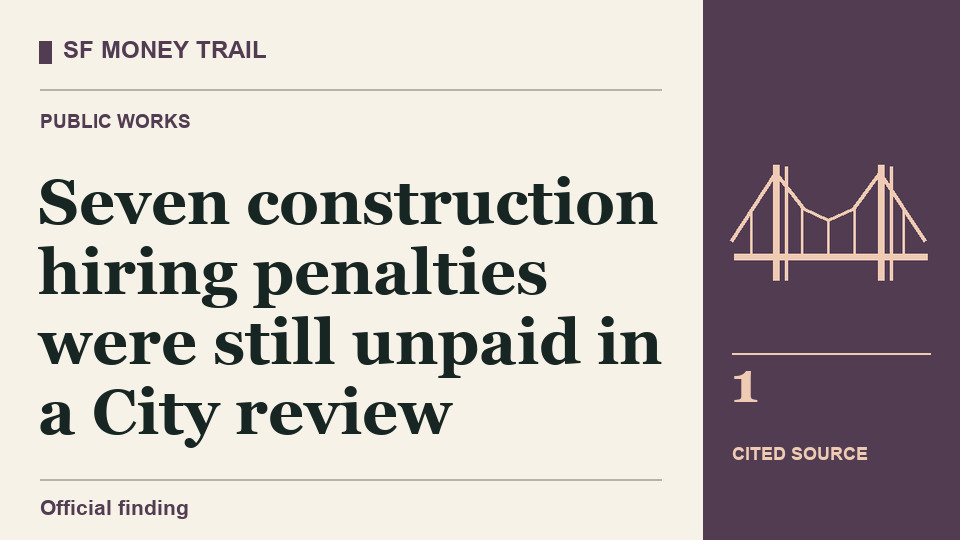 SF MONEY TRAIL
PUBLIC WORKS
Seven construction
hiring penalties
were still unpaid in
a City review
Official finding
1
CITED SOURCE